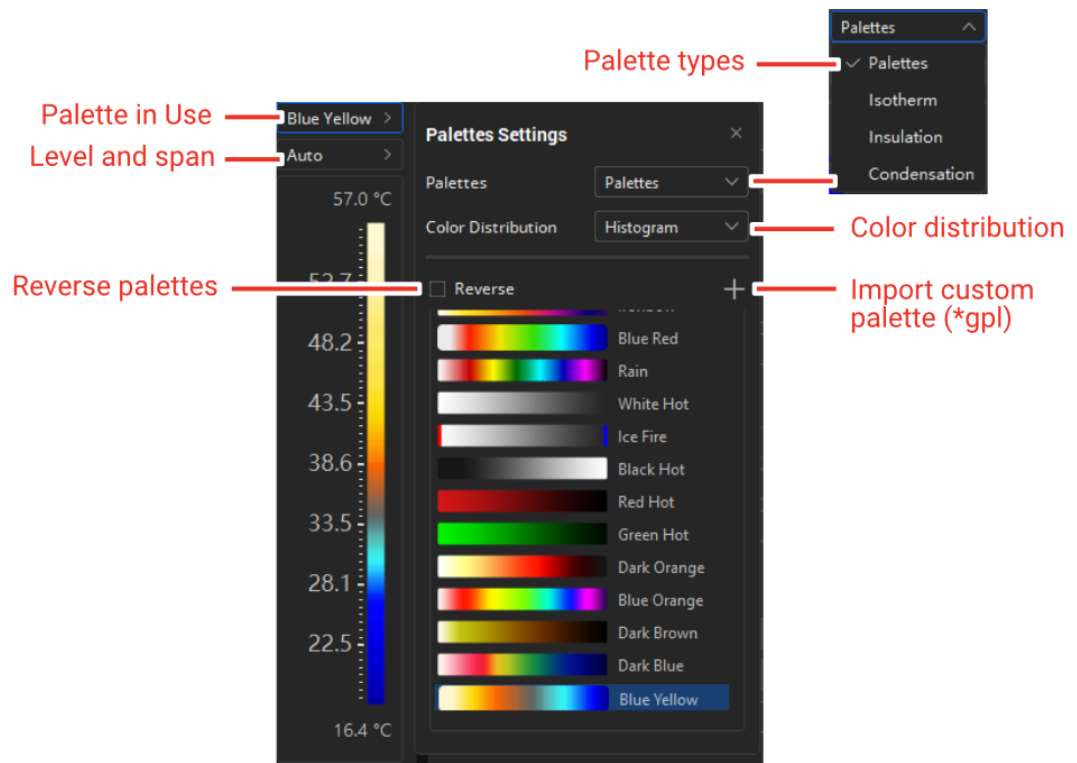 Palettes
Palette types
Palettes
Isotherm
Insulation
Condensation
Palette in Use
Blue Yellow
Level and span
Auto
Palettes Settings
Palettes
Palettes
Color Distribution
Histogram
Color distribution
Reverse palettes
Reverse
Import custom
palette (*gpl)
57.0 °C
52.7
48.2
43.5
38.6
33.5
28.1
22.5
16.4 °C
Blue Red
Rain
White Hot
Ice Fire
Black Hot
Red Hot
Green Hot
Dark Orange
Blue Orange
Dark Brown
Dark Blue
Blue Yellow